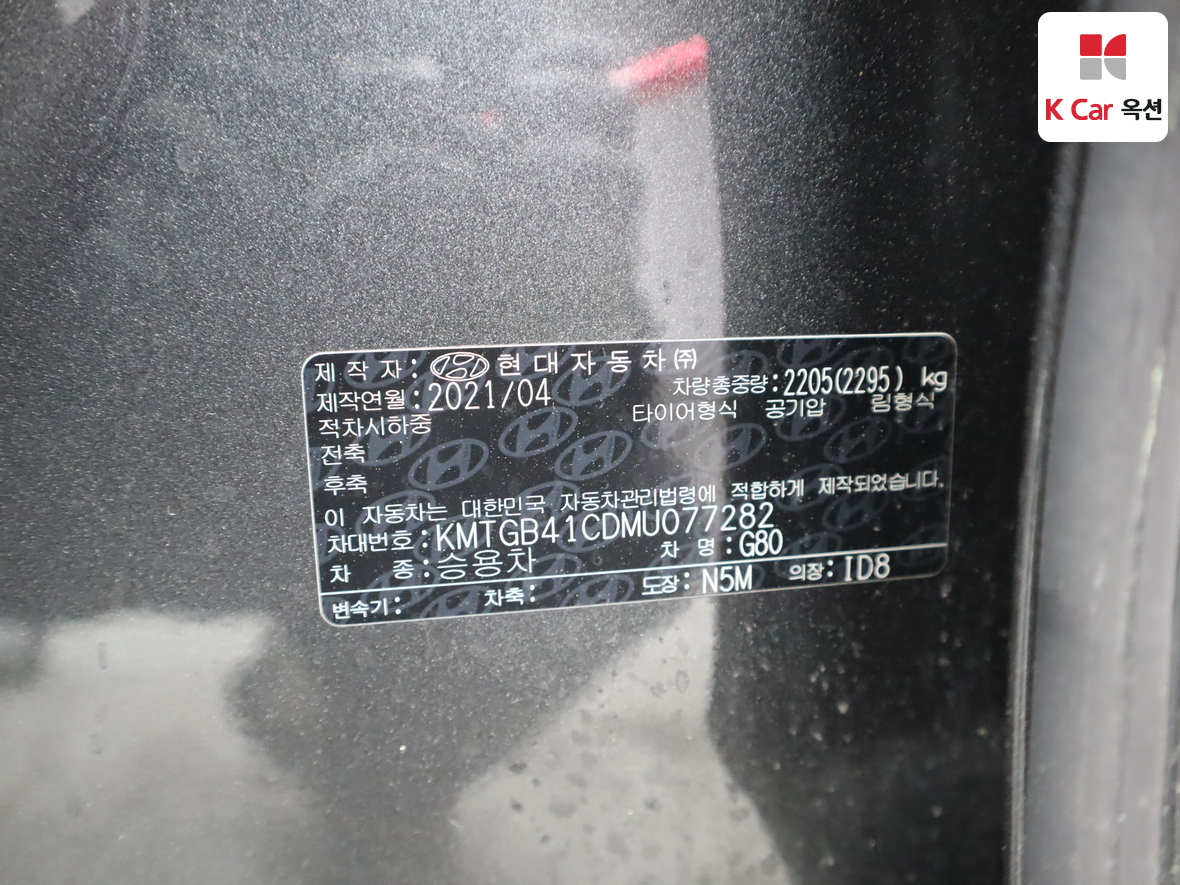 K Car 옥션
제 작 자 : 현 대 자 동 차 ㈜
제작연월 : 2021/04 차량총중량 : 2205(2295) kg
적차시하중 타이어형식 공기압 림형식
전축
후축
이 자동차는 대한민국 자동차관리법령에 적합하게 제작되었습니다.
차대번호 : KMTGB41CDMU077282
차 종 : 승용차 차 명 : G80
변속기 : 차축 : 도장 : N5M 의장 : ID8